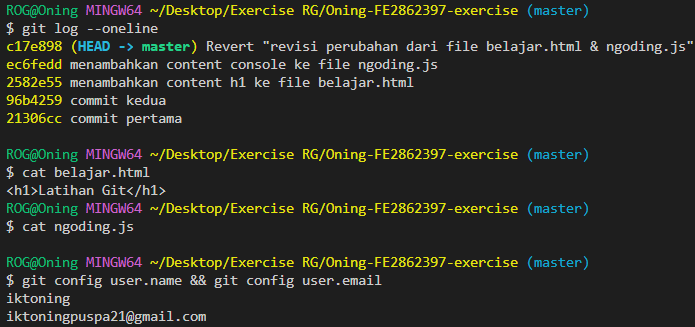 ROG@Oning MINGW64 ~/Desktop/Exercise RG/Oning-FE2862397-exercise (master)
$ git log --oneline
c17e898 (HEAD -> master) Revert "revisi perubahan dari file belajar.html & ngoding.js"
ec6fedd menambahkan content console ke file ngoding.js
2582e55 menambahkan content h1 ke file belajar.html
96b4259 commit kedua
21306cc commit pertama
ROG@Oning MINGW64 ~/Desktop/Exercise RG/Oning-FE2862397-exercise (master)
$ cat belajar.html
<h1>Latihan Git</h1>
ROG@Oning MINGW64 ~/Desktop/Exercise RG/Oning-FE2862397-exercise (master)
$ cat ngoding.js
ROG@Oning MINGW64 ~/Desktop/Exercise RG/Oning-FE2862397-exercise (master)
$ git config user.name && git config user.email
iktoning
iktoningpuspa21@gmail.com